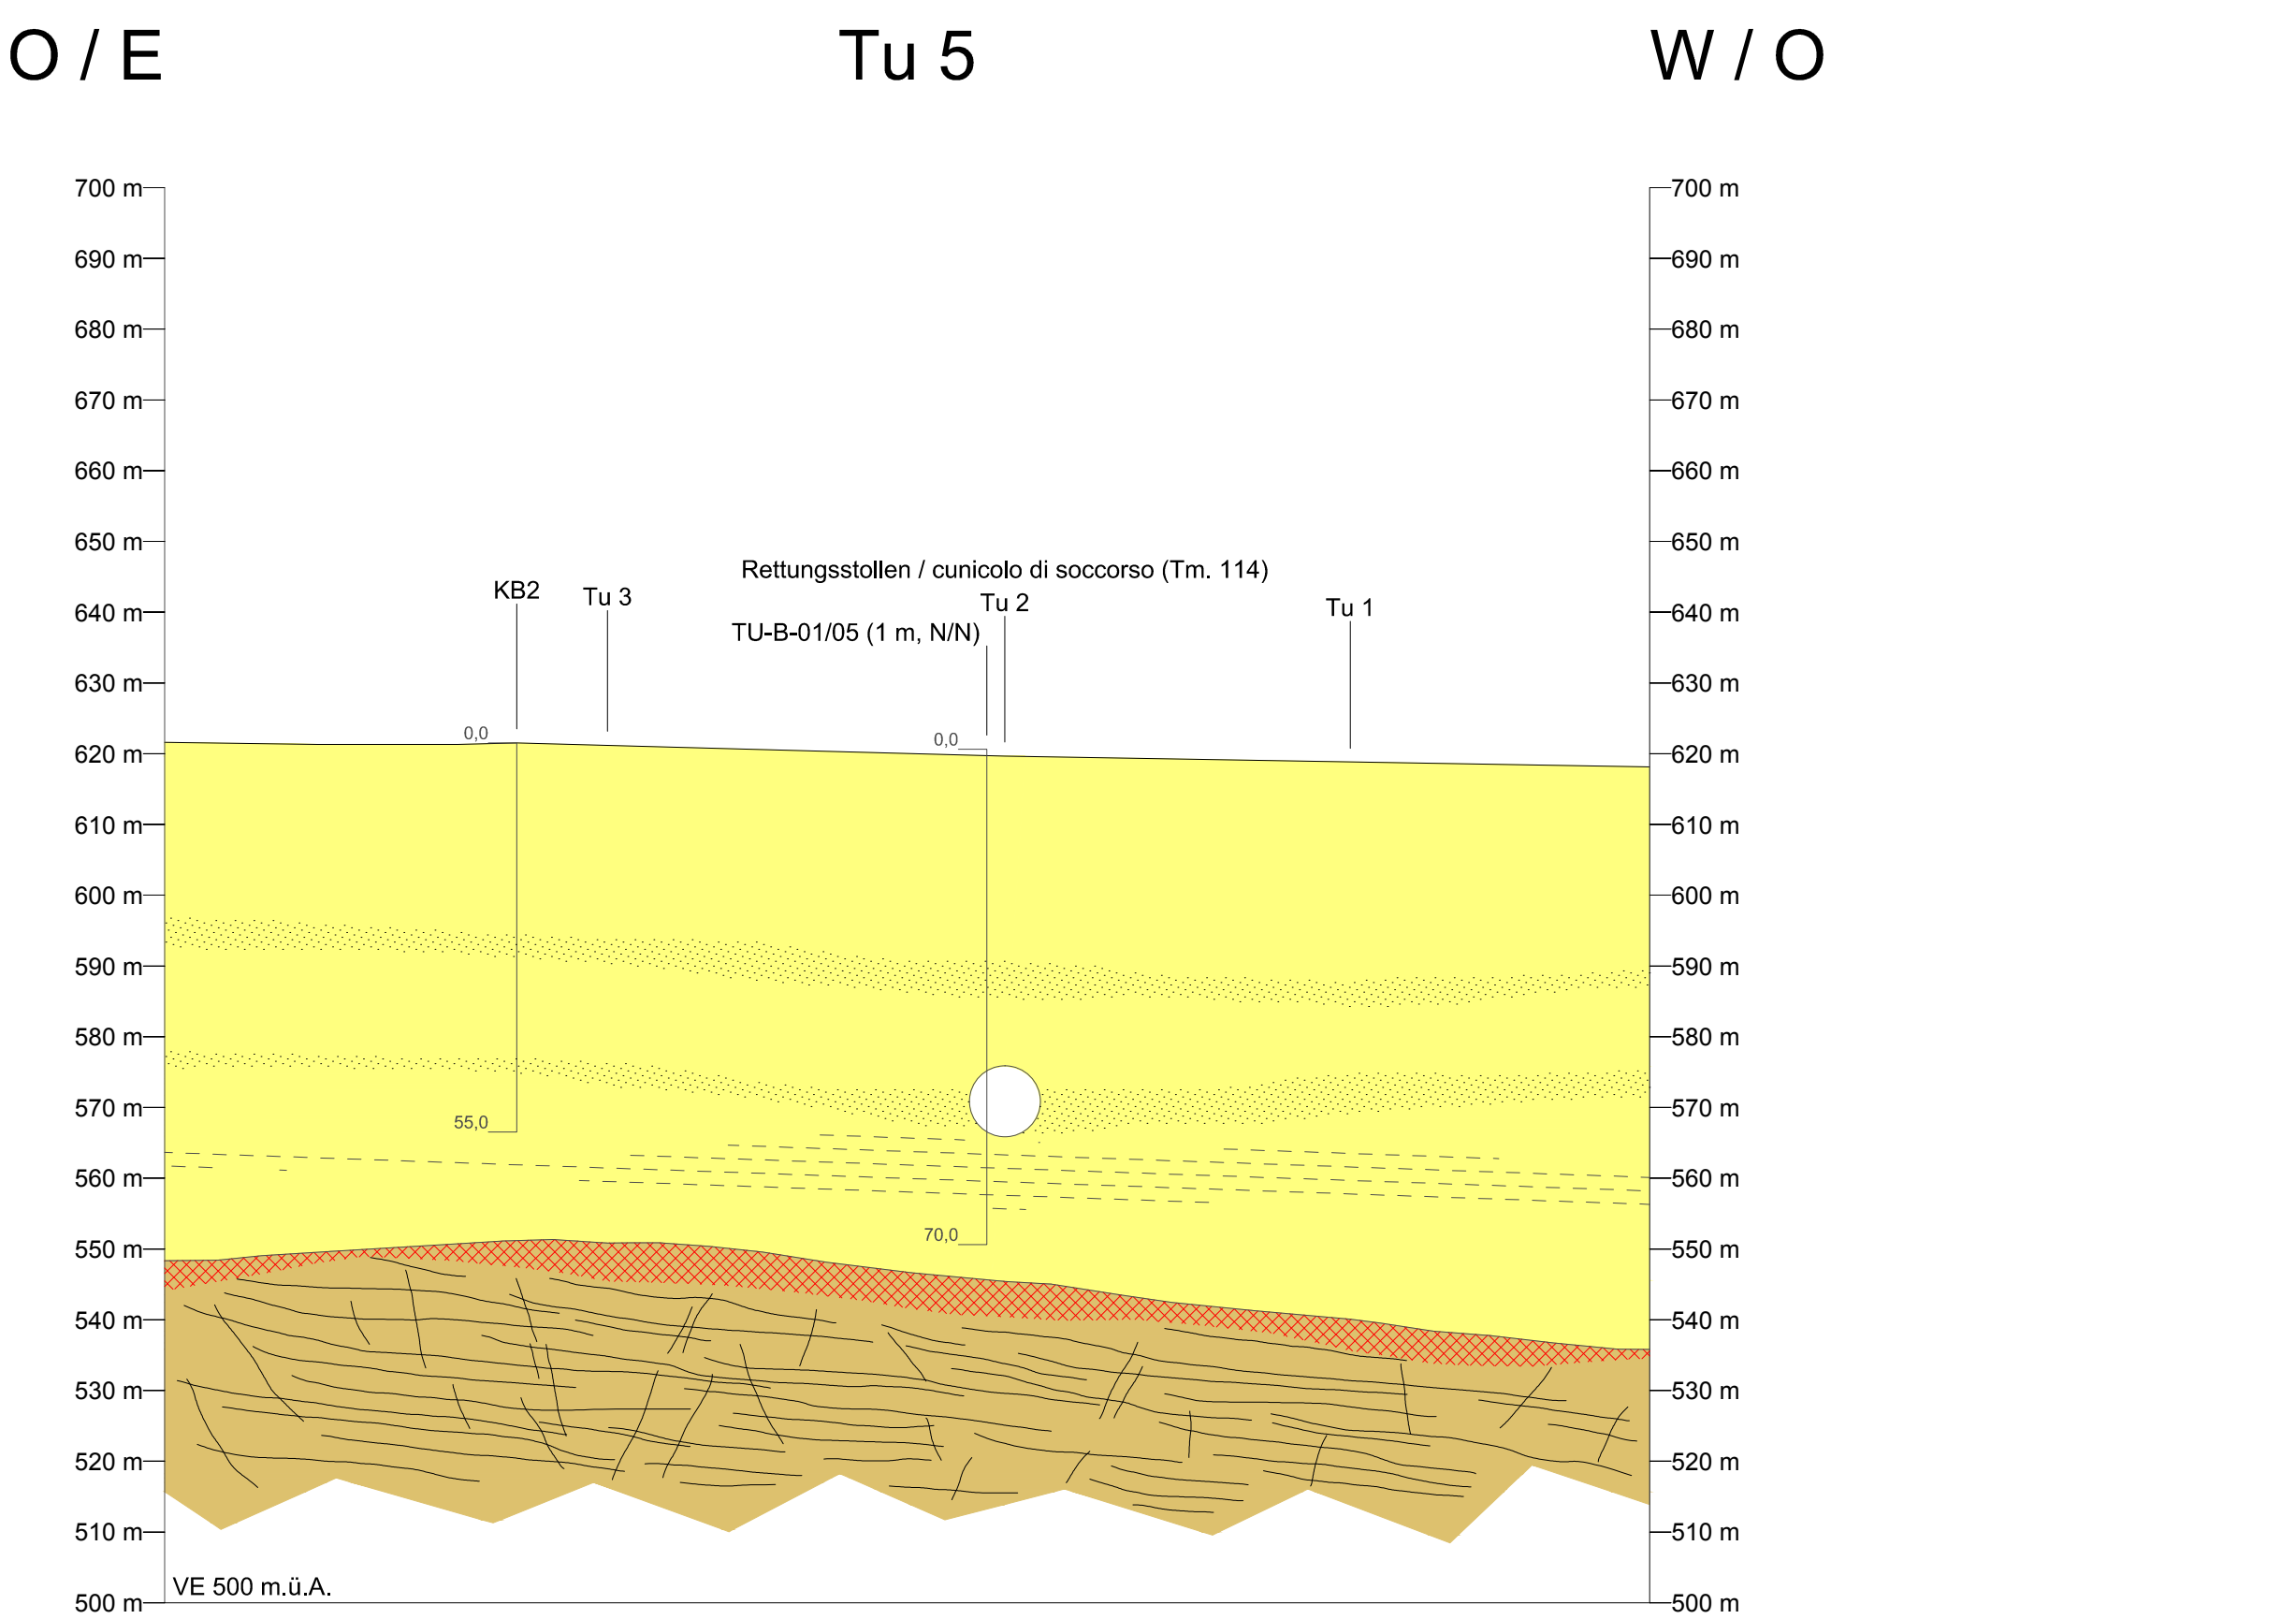 O / E
Tu 5
W / O
700 m
700 m
690 m
690 m
680 m
680 m
670 m
670 m
660 m
660 m
650 m
650 m
Rettungsstollen / cunicolo di soccorso (Tm. 114)
KB2
Tu 3
Tu 2
Tu 1
640 m
640 m
TU-B-01/05 (1 m, N/N)
630 m
630 m
0,0
0,0
620 m
620 m
610 m
610 m
600 m
600 m
590 m
590 m
580 m
580 m
570 m
570 m
55,0
560 m
560 m
70,0
550 m
550 m
540 m
540 m
530 m
530 m
520 m
520 m
510 m
510 m
VE 500 m.ü.A.
500 m
500 m